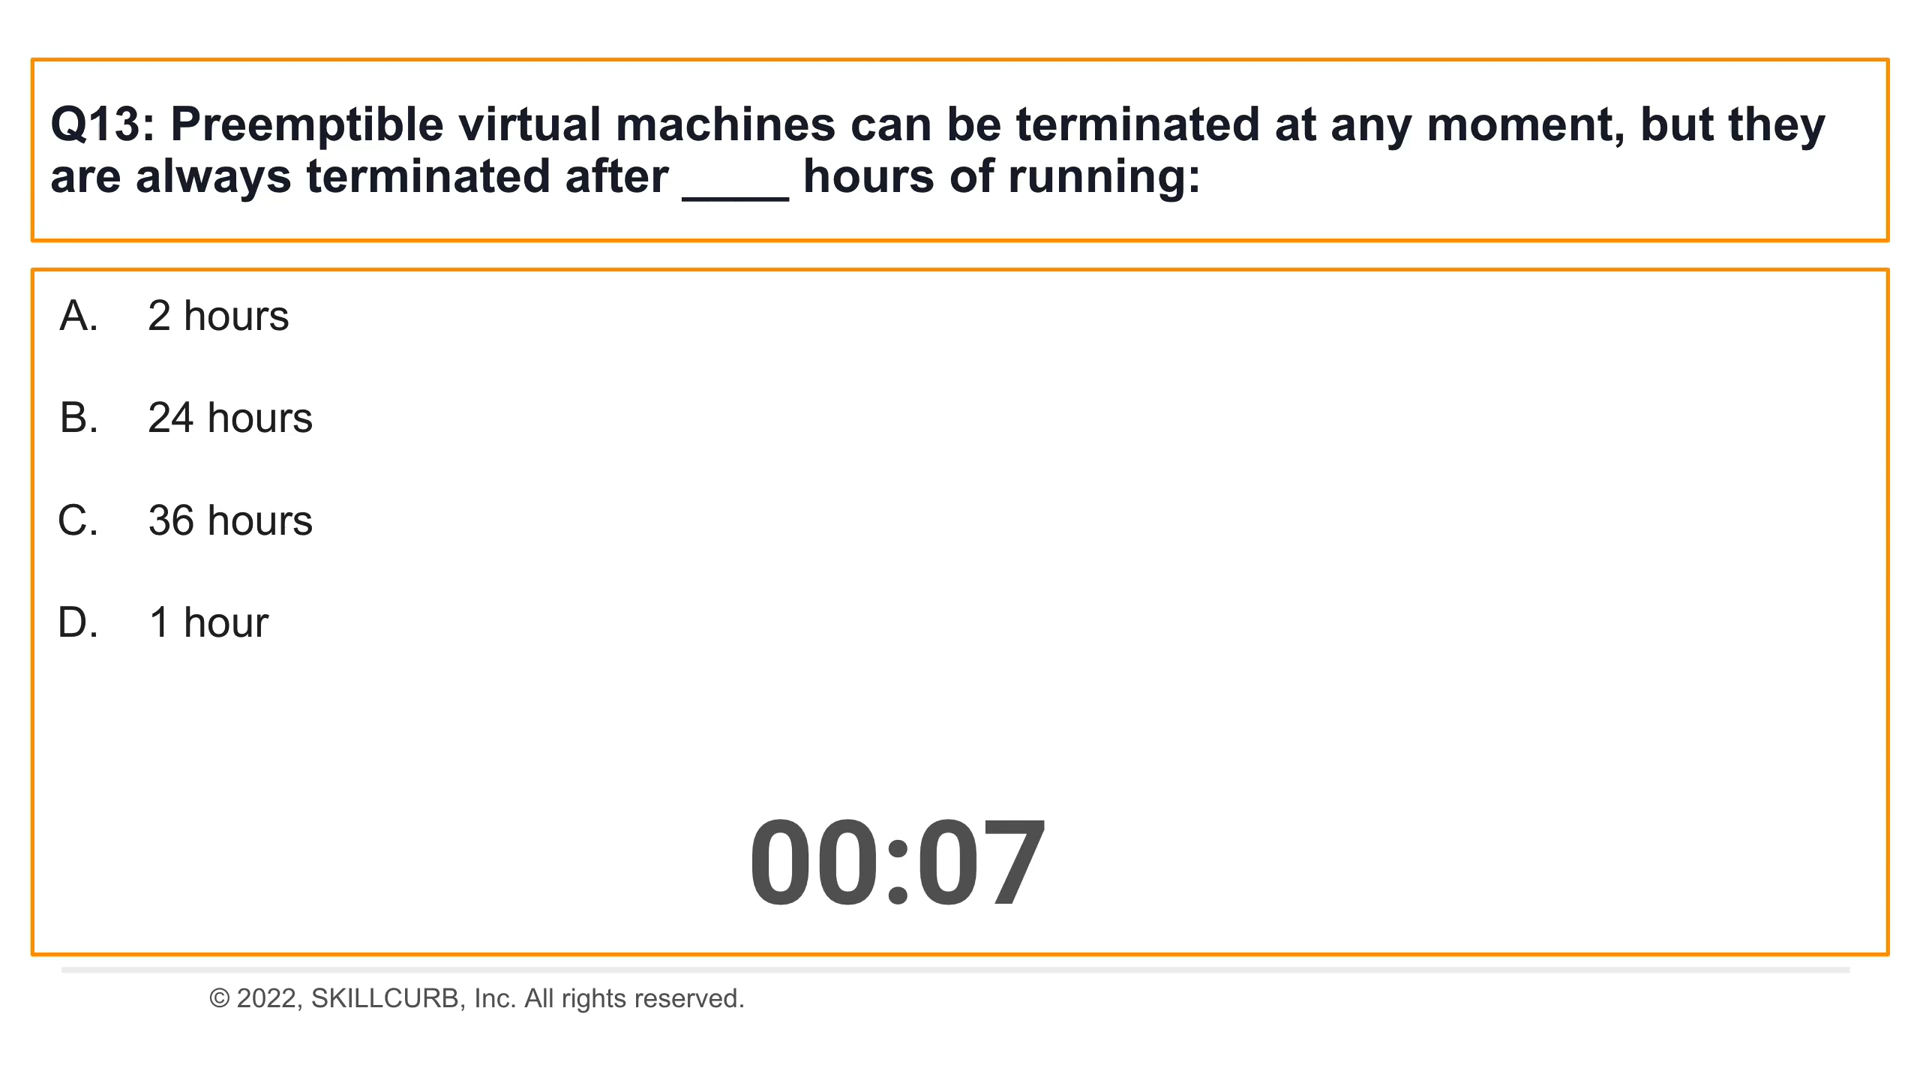 Q13: Preemptible virtual machines can be terminated at any moment, but they
are always terminated after ____ hours of running:
A. 2 hours
B. 24 hours
C. 36 hours
D. 1 hour
00:07
© 2022, SKILLCURB, Inc. All rights reserved.